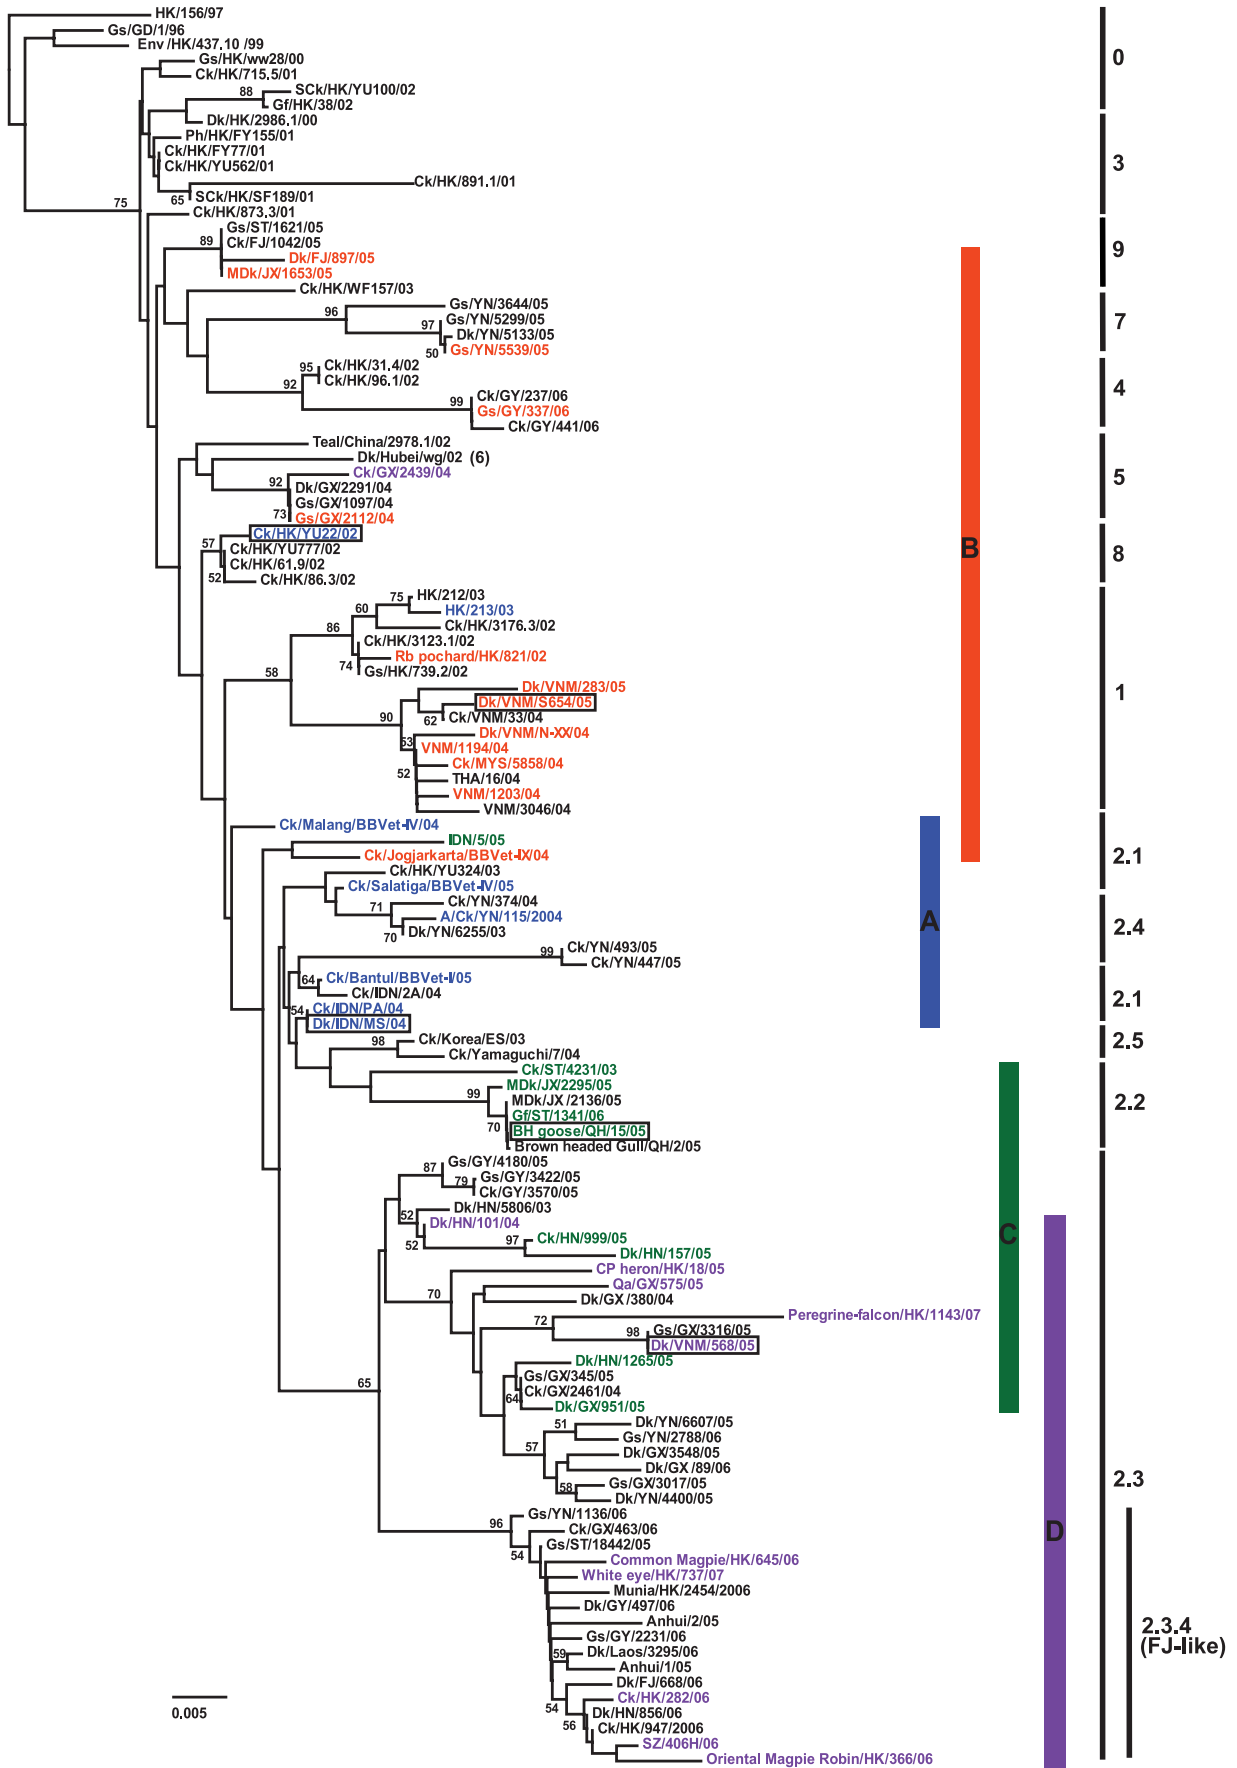 HK/156/97
Gs/GD/1/96
Env/HK/437.10 /99
Gs/HK/ww28/00
Ck/HK/715.5/01
0
88
SCk/HK/YU100/02
Gf/HK/38/02
Dk/HK/2986.1/00
Ph/HK/FY155/01
Ck/HK/FY77/01
Ck/HK/YU562/01
3
Ck/HK/891.1/01
65
SCk/HK/SF189/01
75
Ck/HK/873.3/01
Gs/ST/1621/05
89
Ck/FJ/1042/05
9
Dk/FJ/897/05
MDk/JX/1653/05
Ck/HK/WF157/03
Gs/YN/3644/05
96
Gs/YN/5299/05
97
Dk/YN/5133/05
7
50
Gs/YN/5539/05
95
Ck/HK/31.4/02
Ck/HK/96.1/02
92
4
99
Ck/GY/237/06
Gs/GY/337/06
Ck/GY/441/06
Teal/China/2978.1/02
Dk/Hubei/wg/02 (6)
Ck/GX/2439/04
92
Dk/GX/2291/04
5
Gs/GX/1097/04
73
Gs/GX/2112/04
Ck/HK/YU22/02
57
Ck/HK/YU777/02
B
8
Ck/HK/61.9/02
52
Ck/HK/86.3/02
75
HK/212/03
60
HK/213/03
86
Ck/HK/3176.3/02
Ck/HK/3123.1/02
Rb pochard/HK/821/02
74
Gs/HK/739.2/02
58
Dk/VNM/283/05
1
Dk/VNM/S654/05
90
62
Ck/VNM/33/04
Dk/VNM/N-XX/04
53
VNM/1194/04
Ck/MYS/5858/04
52
THA/16/04
VNM/1203/04
VNM/3046/04
Ck/Malang/BBVet-IV/04
IDN/5/05
Ck/Jogjarkarta/BBVet-IX/04
2.1
Ck/HK/YU324/03
Ck/Salatiga/BBVet-IV/05
Ck/YN/374/04
71
A/Ck/YN/115/2004
A
2.4
70
Dk/YN/6255/03
Ck/YN/493/05
99
Ck/YN/447/05
64
Ck/Bantul/BBVet-I/05
Ck/IDN/2A/04
2.1
54
Ck/IDN/PA/04
Dk/IDN/MS/04
Ck/Korea/ES/03
98
2.5
Ck/Yamaguchi/7/04
Ck/ST/4231/03
MDk/JX/2295/05
99
MDk/JX/2136/05
2.2
Gf/ST/1341/06
70
BH goose/QH/15/05
Brown headed Gull/QH/2/05
Gs/GY/4180/05
87
Gs/GY/3422/05
79
Ck/GY/3570/05
Dk/HN/5806/03
52
Dk/HN/101/04
C
97
Ck/HN/999/05
52
Dk/HN/157/05
CP heron/HK/18/05
Qa/GX/575/05
70
Dk/GX /380/04
Peregrine-falcon/HK/1143/07
72
98
Gs/GX/3316/05
Dk/VNM/568/05
Dk/HN/1265/05
Gs/GX/345/05
65
Ck/GX/2461/04
64
Dk/GX/951/05
51
Dk/YN/6607/05
Gs/YN/2788/06
57
Dk/GX/3548/05
Dk/GX /89/06
2.3
Gs/GX/3017/05
58
Dk/YN/4400/05
Gs/YN/1136/06
96
Ck/GX/463/06
D
Gs/ST/18442/05
54
Common Magpie/HK/645/06
White eye/HK/737/07
Munia/HK/2454/2006
Dk/GY/497/06
Anhui/2/05
2.3.4
Gs/GY/2231/06
(FJ-like)
59
Dk/Laos/3295/06
Anhui/1/05
Dk/FJ/668/06
Ck/HK/282/06
54
Dk/HN/856/06
0.005
56
Ck/HK/947/2006
SZ/406H/06
Oriental Magpie Robin/HK/366/06